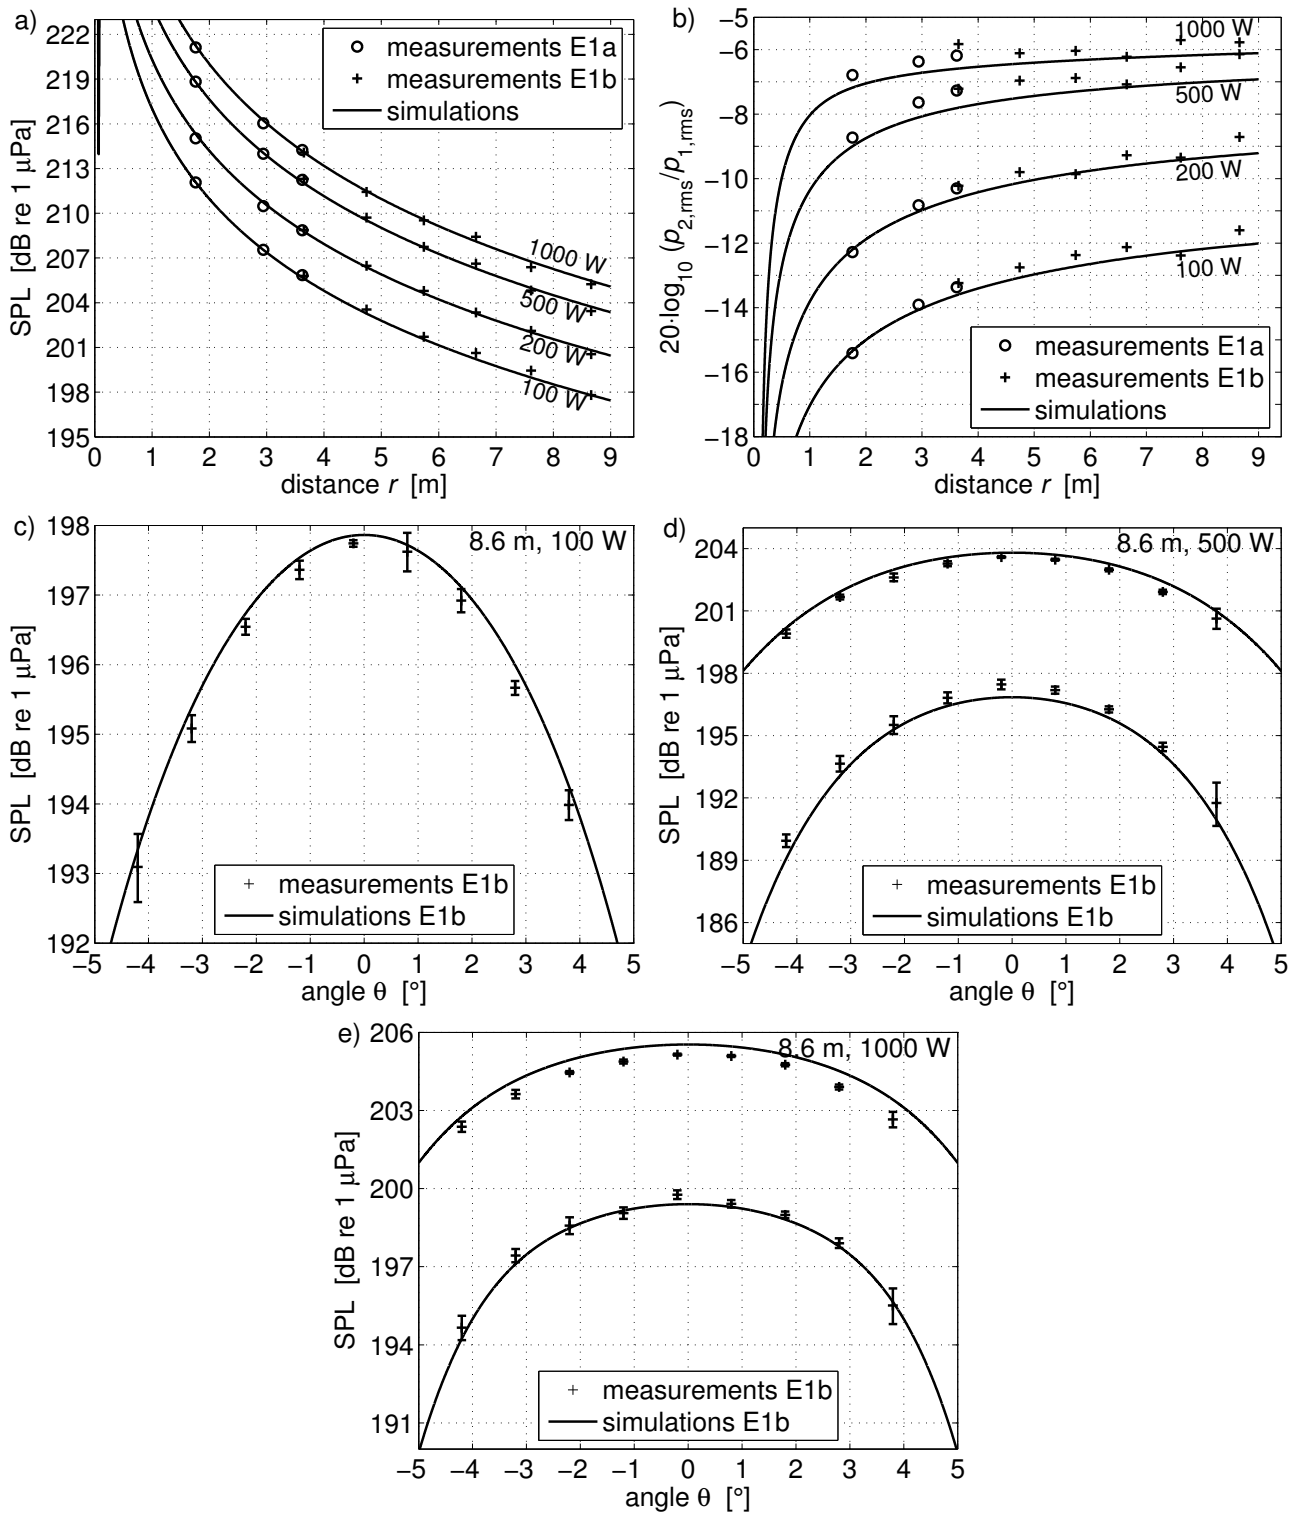 a)
222
219
216
213
210
207
204
201
198
195
SPL [dB re 1 μPa]
measurements E1a
measurements E1b
simulations
1000 W
500 W
200 W
100 W
0 1 2 3 4 5 6 7 8 9
distance r [m]
b)
−5
−6
−8
−10
−12
−14
−16
−18
20·log10 (p2,rms/p1,rms)
1000 W
500 W
200 W
100 W
measurements E1a
measurements E1b
simulations
0 1 2 3 4 5 6 7 8 9
distance r [m]
c)
198
197
196
195
194
193
192
SPL [dB re 1 μPa]
8.6 m, 100 W
measurements E1b
simulations E1b
−5 −4 −3 −2 −1 0 1 2 3 4 5
angle θ [°]
d)
204
201
198
195
192
189
186
SPL [dB re 1 μPa]
8.6 m, 500 W
measurements E1b
simulations E1b
−5 −4 −3 −2 −1 0 1 2 3 4 5
angle θ [°]
e)
206
203
200
197
194
191
SPL [dB re 1 μPa]
8.6 m, 1000 W
measurements E1b
simulations E1b
−5 −4 −3 −2 −1 0 1 2 3 4 5
angle θ [°]